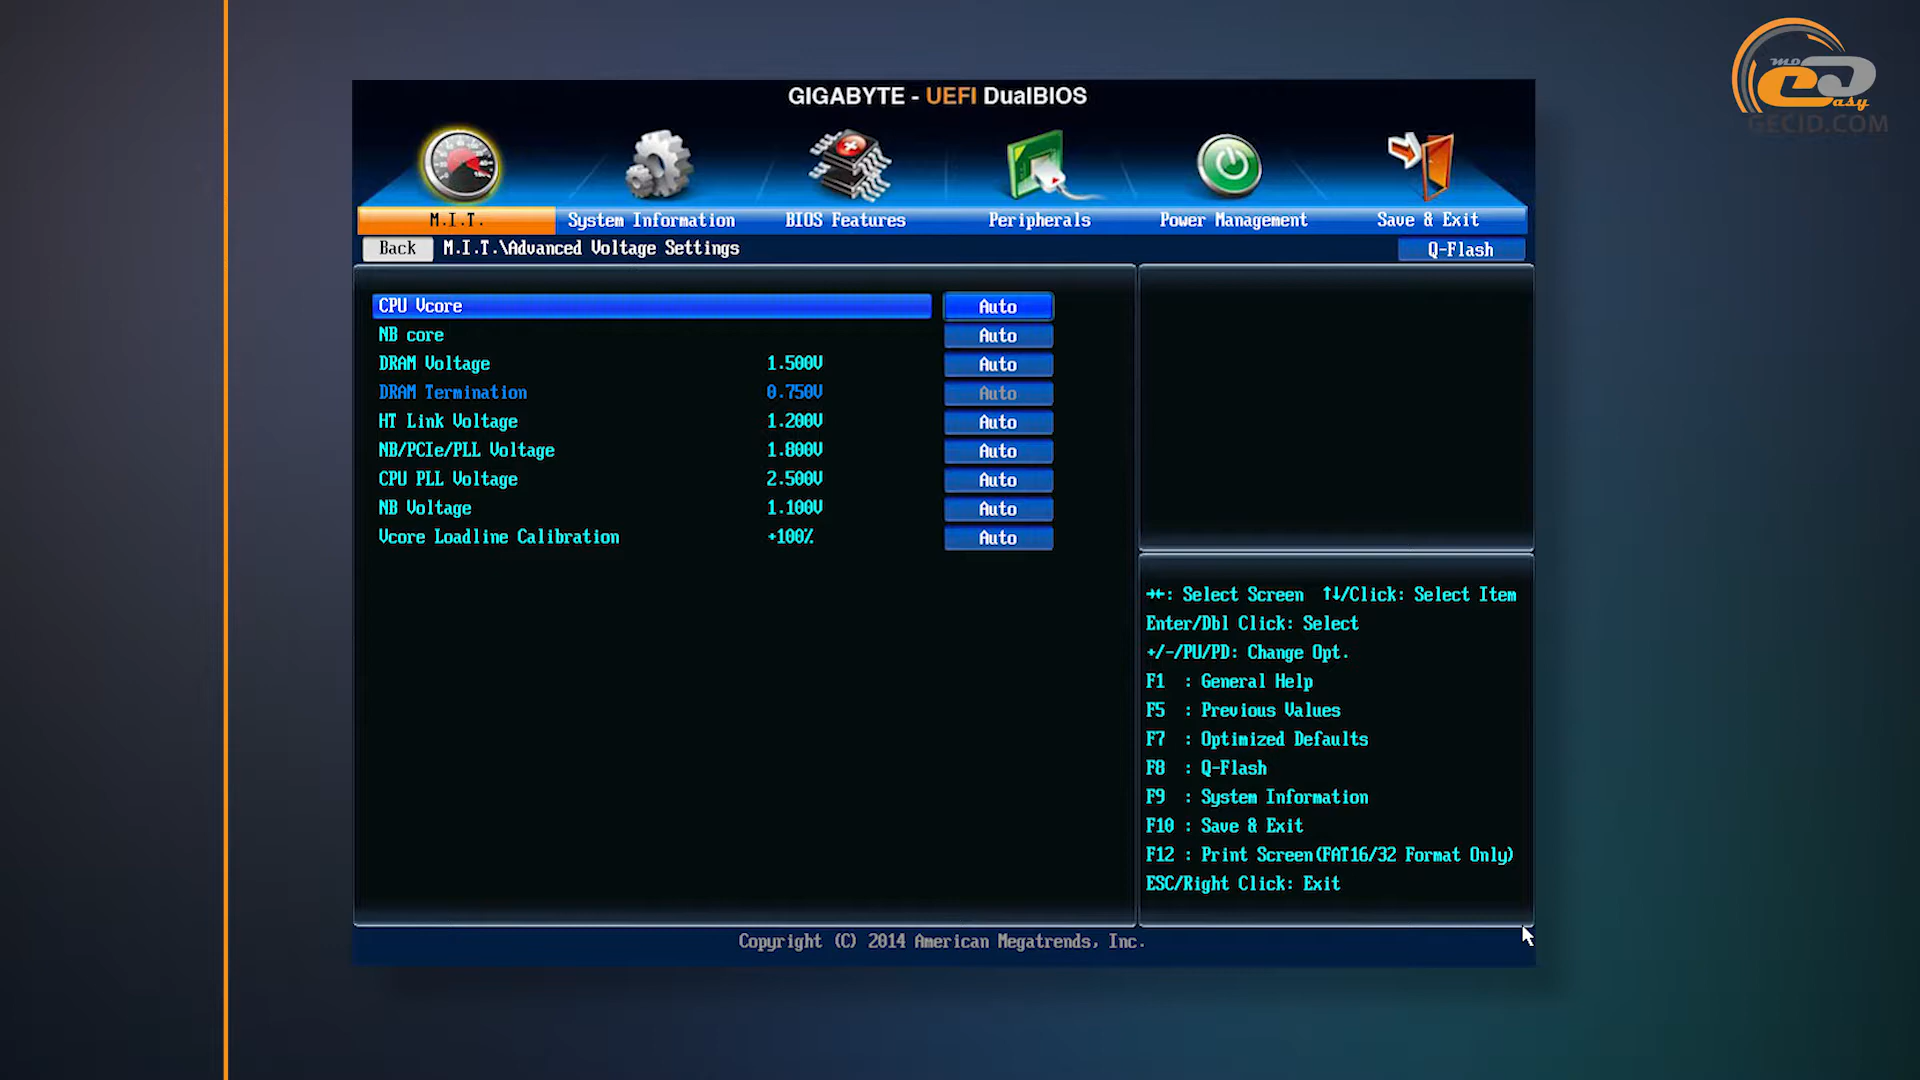 GIGABYTE - UEFI DualBIOS
M.I.T. System Information BIOS Features Peripherals Power Management Save & Exit
Back M.I.T.\Advanced Voltage Settings Q-Flash
CPU Vcore Auto
NB core Auto
DRAM Voltage 1.500V Auto
DRAM Termination 0.750V Auto
HT Link Voltage 1.200V Auto
NB/PCIe/PLL Voltage 1.800V Auto
CPU PLL Voltage 2.500V Auto
NB Voltage 1.100V Auto
Vcore Loadline Calibration +100% Auto
→←: Select Screen ↑↓/Click: Select Item
Enter/Dbl Click: Select
+/-/PU/PD: Change Opt.
F1 : General Help
F5 : Previous Values
F7 : Optimized Defaults
F8 : Q-Flash
F9 : System Information
F10 : Save & Exit
F12 : Print Screen(FAT16/32 Format Only)
ESC/Right Click: Exit
Copyright (C) 2014 American Megatrends, Inc.
GECID.COM